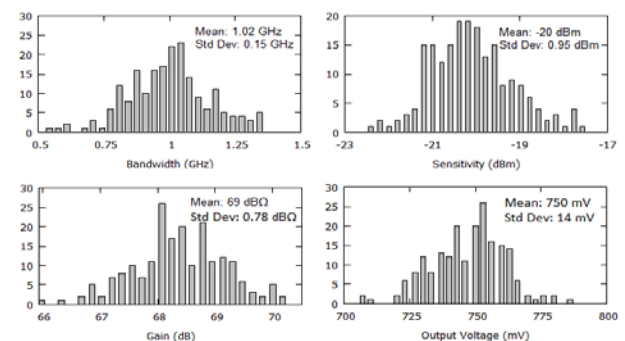 30
25
20
15
10
5
0
Mean: 1.02 GHz
Std Dev: 0.15 GHz
0.5 0.75 1 1.25 1.5
Bandwidth (GHz)
20
15
10
5
0
Mean: -20 dBm
Std Dev: 0.95 dBm
-23 -21 -19 -17
Sensitivity (dBm)
30
25
20
15
10
5
0
Mean: 69 dBΩ
Std Dev: 0.78 dBΩ
66 67 68 69 70
Gain (dB)
30
25
20
15
10
5
0
Mean: 750 mV
Std Dev: 14 mV
700 725 750 775 800
Output Voltage (mV)